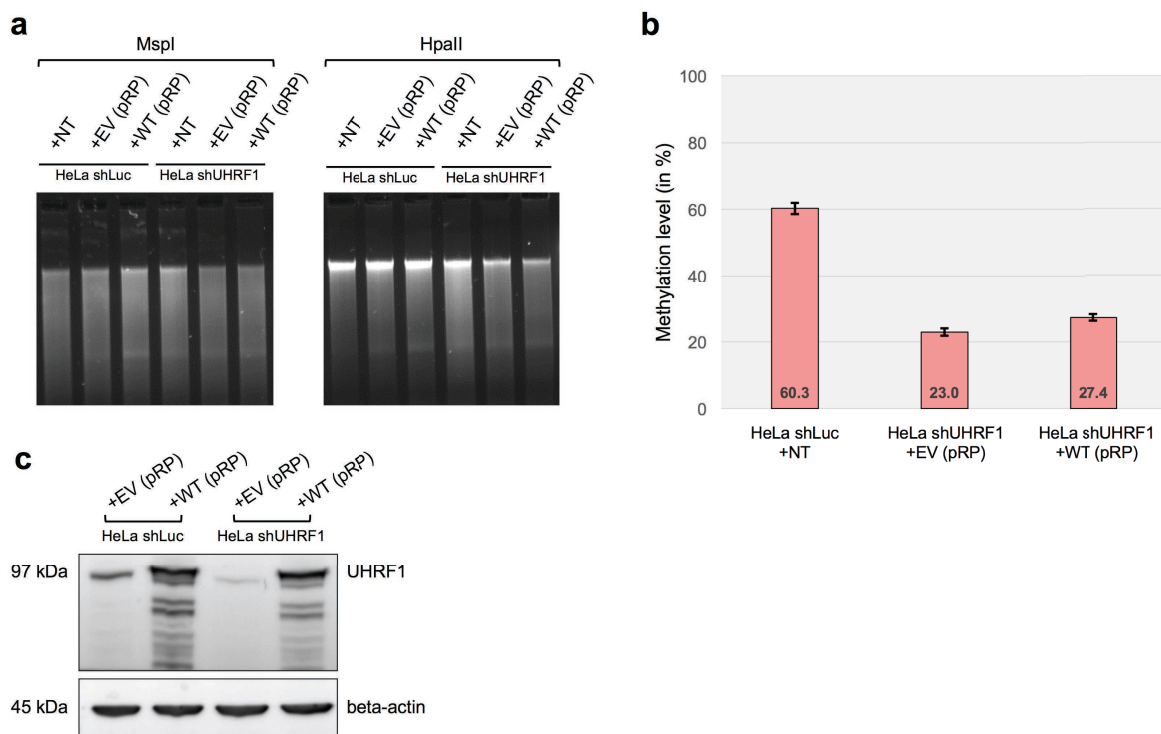 a
MspI
HpaII
+NT
+EV (pRP)
+WT (pRP)
+NT
+EV (pRP)
+WT (pRP)
+NT
+EV (pRP)
+WT (pRP)
+NT
+EV (pRP)
+WT (pRP)
HeLa shLuc
HeLa shUHRF1
HeLa shLuc
HeLa shUHRF1
b
Methylation level (in %)
100
80
60
40
20
0
60.3
23.0
27.4
HeLa shLuc
+NT
HeLa shUHRF1
+EV (pRP)
HeLa shUHRF1
+WT (pRP)
c
+EV (pRP)
+WT (pRP)
+EV (pRP)
+WT (pRP)
HeLa shLuc
HeLa shUHRF1
97 kDa
UHRF1
45 kDa
beta-actin